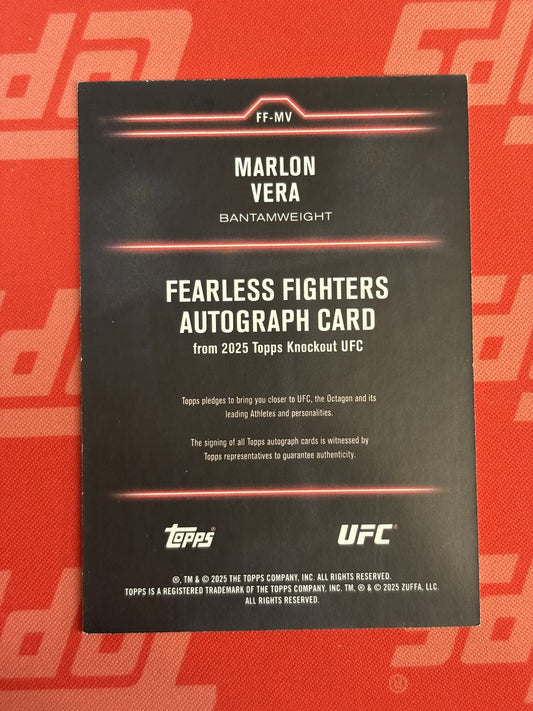 FF-MV
MARLON
VERA
BANTAMWEIGHT
FEARLESS FIGHTERS
AUTOGRAPH CARD
from 2025 Topps Knockout UFC
Topps pledges to bring you closer to UFC, the Octagon and its
leading Athletes and personalities.
The signing of all Topps autograph cards is witnessed by
Topps representatives to guarantee authenticity.
Topps® UFC®
®, TM & © 2025 THE TOPPS COMPANY, INC. ALL RIGHTS RESERVED.
TOPPS IS A REGISTERED TRADEMARK OF THE TOPPS COMPANY, INC. TM, ® & © 2025 ZUFFA, LLC.
ALL RIGHTS RESERVED.